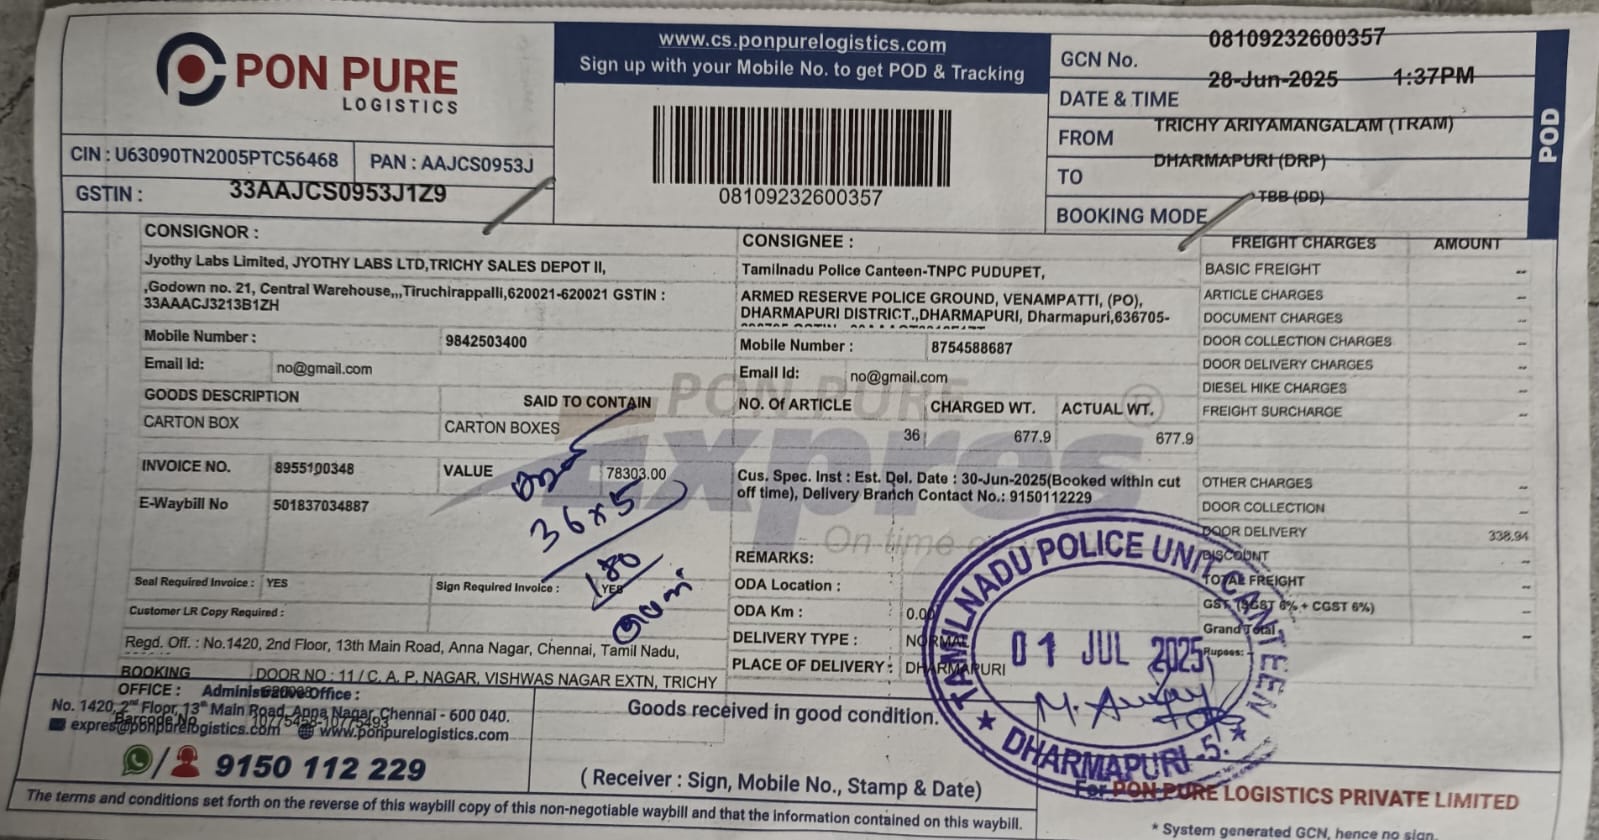 PON PURE
LOGISTICS
www.cs.ponpurelogistics.com
Sign up with your Mobile No. to get POD & Tracking
08109232600357
GCN No. 08109232600357
DATE & TIME 28-Jun-2025 1:37PM
FROM TRICHY ARIYAMANGALAM (TRAM)
TO DHARMAPURI (DRP)
BOOKING MODE TBB (DD)
POD
CIN : U63090TN2005PTC56468 PAN : AAJCS0953J
GSTIN : 33AAJCS0953J1Z9
CONSIGNOR :
Jyothy Labs Limited, JYOTHY LABS LTD,TRICHY SALES DEPOT II,
,Godown no. 21, Central Warehouse,,,Tiruchirappalli,620021-620021 GSTIN :
33AAACJ3213B1ZH
Mobile Number : 9842503400
Email Id: no@gmail.com
CONSIGNEE :
Tamilnadu Police Canteen-TNPC PUDUPET,
ARMED RESERVE POLICE GROUND, VENAMPATTI, (PO),
DHARMAPURI DISTRICT.,DHARMAPURI, Dharmapuri,636705-
Mobile Number : 8754588687
Email Id: no@gmail.com
GOODS DESCRIPTION SAID TO CONTAIN NO. Of ARTICLE CHARGED WT. ACTUAL WT.
CARTON BOX CARTON BOXES 36 677.9 677.9
INVOICE NO. 8955100348 VALUE 78303.00
E-Waybill No 501837034887
36 x 5
180
Cus. Spec. Inst : Est. Del. Date : 30-Jun-2025(Booked within cut
off time), Delivery Branch Contact No.: 9150112229
PON PURE
Expres
On time
REMARKS:
ODA Location :
ODA Km : 0.00
DELIVERY TYPE : NORMAL
PLACE OF DELIVERY : DHARMAPURI
Seal Required Invoice : YES Sign Required Invoice : YES
Customer LR Copy Required :
Regd. Off. : No.1420, 2nd Floor, 13th Main Road, Anna Nagar, Chennai, Tamil Nadu,
BOOKING OFFICE : DOOR NO : 11 / C. A. P. NAGAR, VISHWAS NAGAR EXTN, TRICHY
Barcode No 10775458-10775493
Administrative Office :
No. 1420, 2nd Floor, 13th Main Road, Anna Nagar, Chennai - 600 040.
expres@ponpurelogistics.com www.ponpurelogistics.com
9150 112 229
FREIGHT CHARGES AMOUNT
BASIC FREIGHT --
ARTICLE CHARGES --
DOCUMENT CHARGES --
DOOR COLLECTION CHARGES --
DOOR DELIVERY CHARGES --
DIESEL HIKE CHARGES --
FREIGHT SURCHARGE --
OTHER CHARGES --
DOOR COLLECTION --
DOOR DELIVERY 338.94
DISCOUNT
TOTAL FREIGHT --
GST (SGST 6% + CGST 6%) --
Grand Total --
Rupees: -
TAMILNADU POLICE UNIT CANTEEN
01 JUL 2025
DHARMAPURI -5.
Goods received in good condition.
( Receiver : Sign, Mobile No., Stamp & Date)
For PON PURE LOGISTICS PRIVATE LIMITED
* System generated GCN, hence no sign.
The terms and conditions set forth on the reverse of this waybill copy of this non-negotiable waybill and that the information contained on this waybill.